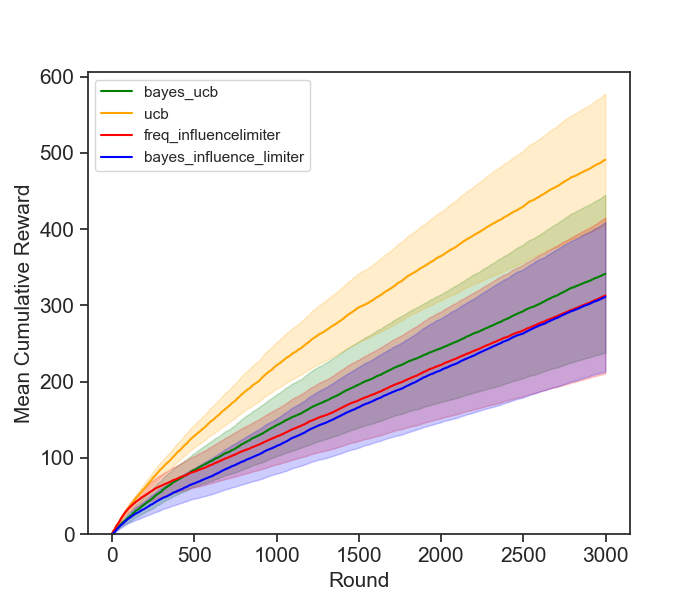 600
500
400
300
200
100
0
Mean Cumulative Reward
bayes_ucb
ucb
freq_influencelimiter
bayes_influence_limiter
0 500 1000 1500 2000 2500 3000
Round